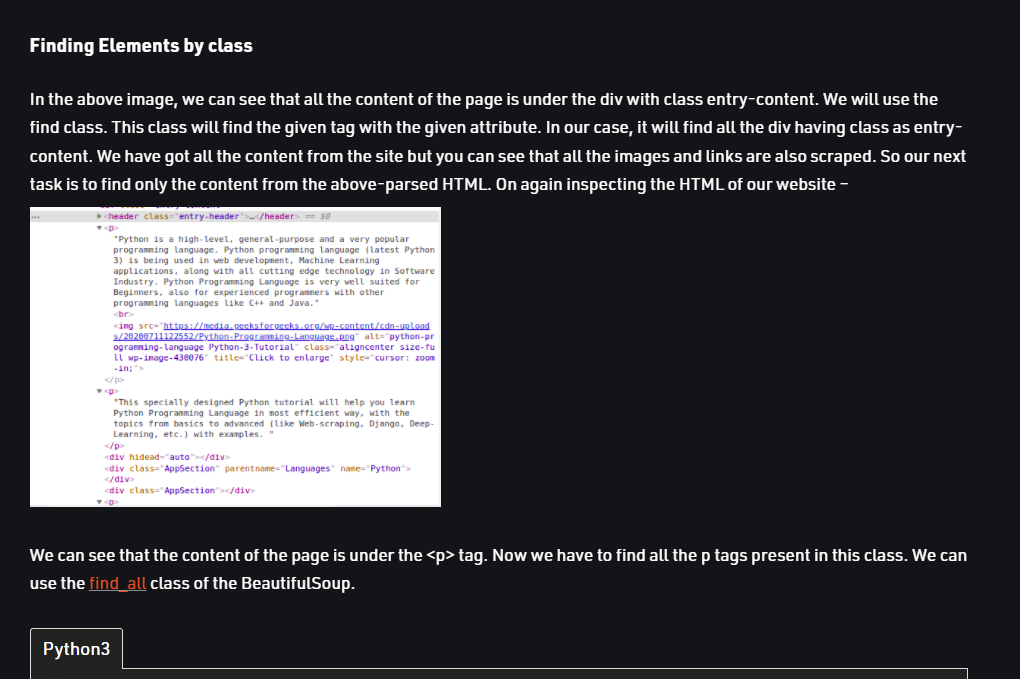 Finding Elements by class
In the above image, we can see that all the content of the page is under the div with class entry-content. We will use the
find class. This class will find the given tag with the given attribute. In our case, it will find all the div having class as entry-
content. We have got all the content from the site but you can see that all the images and links are also scraped. So our next
task is to find only the content from the above-parsed HTML. On again inspecting the HTML of our website –
... ▶<header class="entry-header">…</header> == $0
▼<p>
"Python is a high-level, general-purpose and a very popular
programming language. Python programming language (latest Python
3) is being used in web development, Machine Learning
applications, along with all cutting edge technology in Software
Industry. Python Programming Language is very well suited for
Beginners, also for experienced programmers with other
programming languages like C++ and Java."
<br>
<img src="https://media.geeksforgeeks.org/wp-content/cdn-upload
s/20200711122552/Python-Programming-Language.png" alt="python-pr
ogramming-language Python-3-Tutorial" class="aligncenter size-fu
ll wp-image-430076" title="Click to enlarge" style="cursor: zoom
-in;">
</p>
▼<p>
"This specially designed Python tutorial will help you learn
Python Programming Language in most efficient way, with the
topics from basics to advanced (like Web-scraping, Django, Deep-
Learning, etc.) with examples. "
</p>
<div hidead="auto"></div>
<div class="AppSection" parentname="Languages" name="Python">
</div>
<div class="AppSection"></div>
▼<p>
We can see that the content of the page is under the <p> tag. Now we have to find all the p tags present in this class. We can
use the find_all class of the BeautifulSoup.
Python3